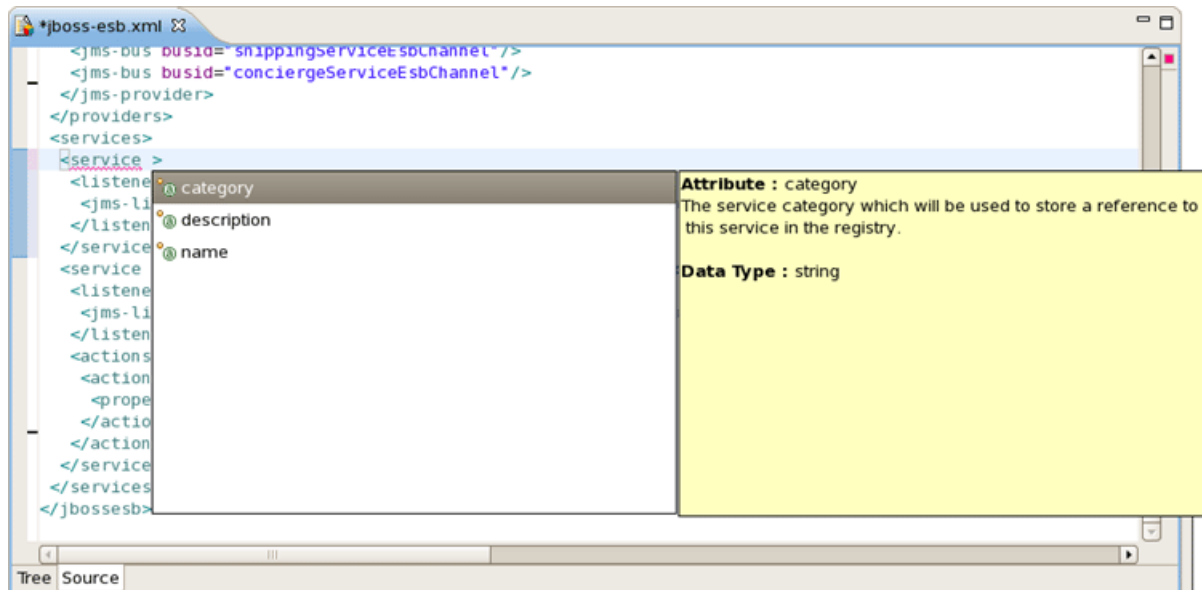 *jboss-esb.xml
<jms-bus busid="shippingServiceEsbChannel"/>
<jms-bus busid="conciergeServiceEsbChannel"/>
</jms-provider>
</providers>
<services>
<service >
<listene
<jms-li
</listen
</service
<service
<listene
<jms-li
</listen
<actions
<action
<prope
</actio
</action
</service
</services
</jbossesb>
category
description
name
Attribute : category
The service category which will be used to store a reference to
this service in the registry.
Data Type : string
Tree Source